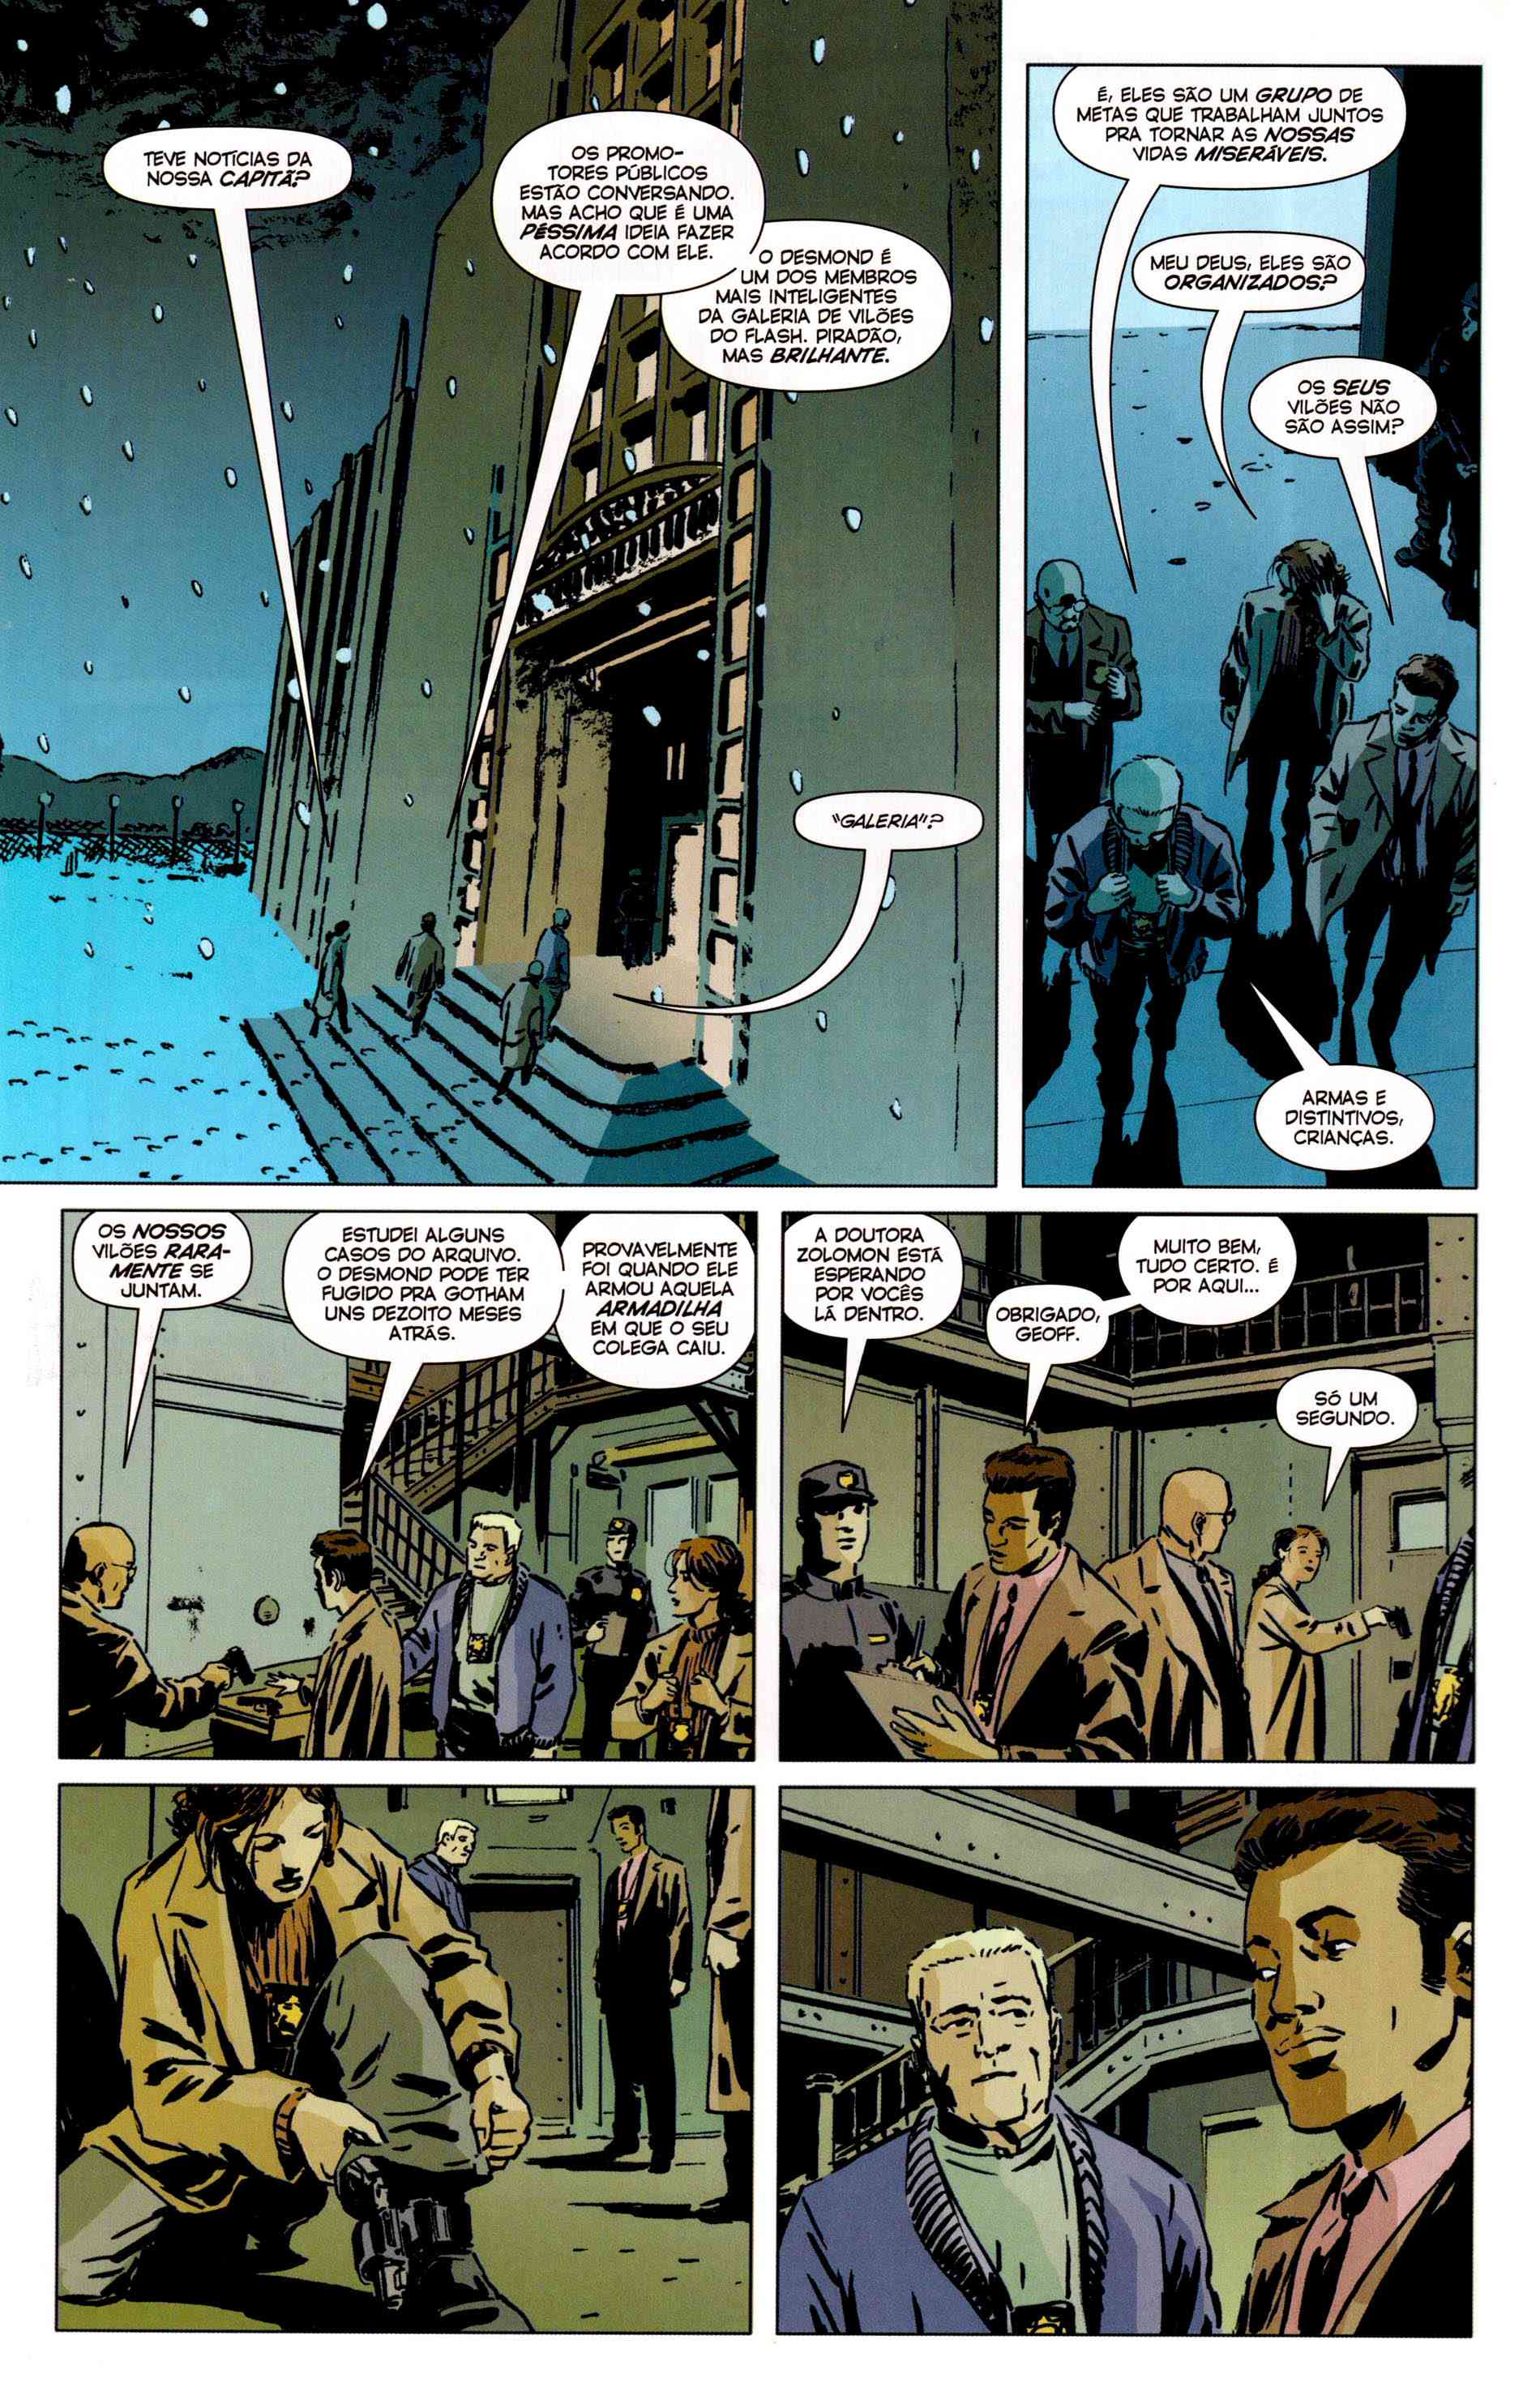 TEVE NOTÍCIAS DA
NOSSA CAPITÃ?
OS PROMO-
TORES PÚBLICOS
ESTÃO CONVERSANDO.
MAS ACHO QUE É UMA
PÉSSIMA IDEIA FAZER
ACORDO COM ELE.
O DESMOND É
UM DOS MEMBROS
MAIS INTELIGENTES
DA GALERIA DE VILÕES
DO FLASH. PIRADÃO,
MAS BRILHANTE.
"GALERIA"?
É, ELES SÃO UM GRUPO DE
METAS QUE TRABALHAM JUNTOS
PRA TORNAR AS NOSSAS
VIDAS MISERÁVEIS.
MEU DEUS, ELES SÃO
ORGANIZADOS?
OS SEUS
VILÕES NÃO
SÃO ASSIM?
ARMAS E
DISTINTIVOS,
CRIANÇAS.
OS NOSSOS
VILÕES RARA-
MENTE SE
JUNTAM.
ESTUDEI ALGUNS
CASOS DO ARQUIVO.
O DESMOND PODE TER
FUGIDO PRA GOTHAM
UNS DEZOITO MESES
ATRÁS.
PROVAVELMENTE
FOI QUANDO ELE
ARMOU AQUELA
ARMADILHA
EM QUE O SEU
COLEGA CAIU.
A DOUTORA
ZOLOMON ESTÁ
ESPERANDO
POR VOCÊS
LÁ DENTRO.
OBRIGADO,
GEOFF.
MUITO BEM,
TUDO CERTO. É
POR AQUI...
SÓ UM
SEGUNDO.